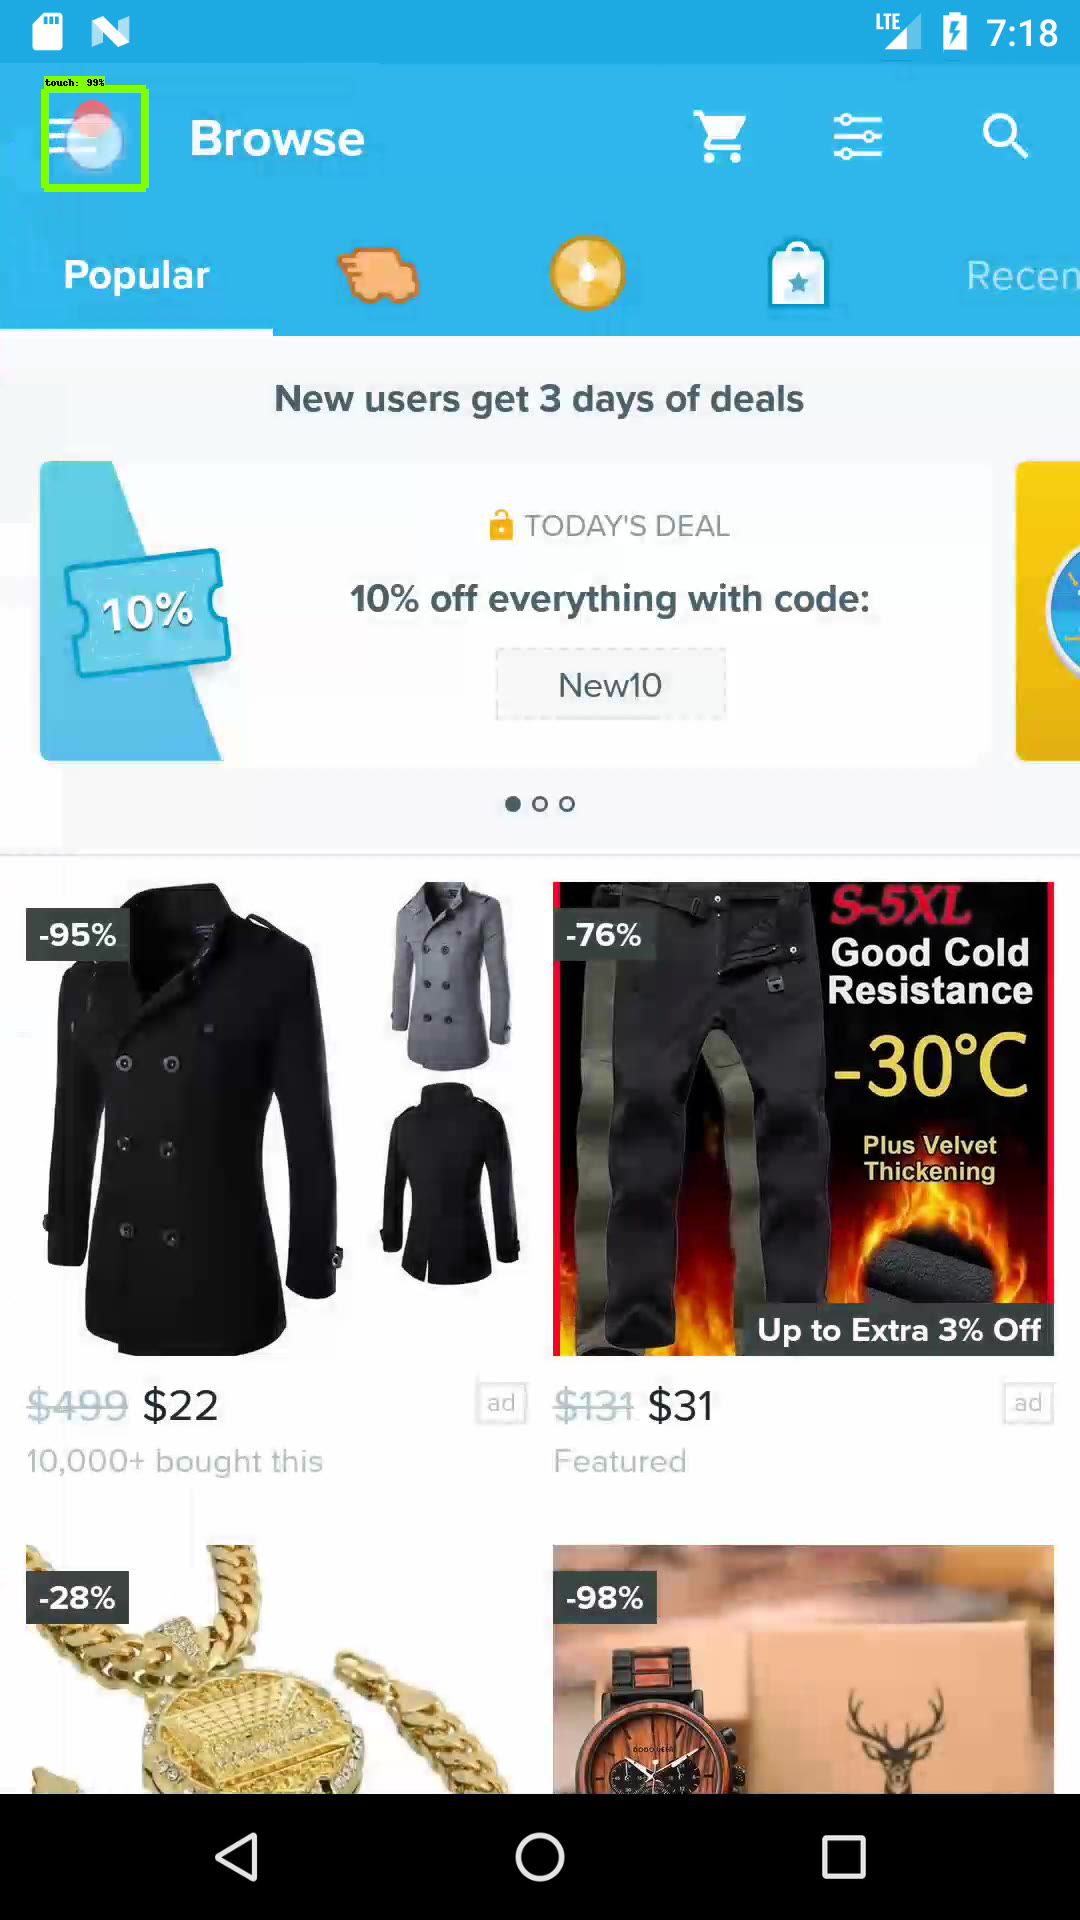 LTE 7:18
touch: 99%
Browse
Popular
Recen
New users get 3 days of deals
TODAY'S DEAL
10%
10% off everything with code:
New10
-95%
-76%
S-5XL
Good Cold
Resistance
-30°C
Plus Velvet
Thickening
Up to Extra 3% Off
$499 $22
ad
$131 $31
ad
10,000+ bought this
Featured
-28%
-98%